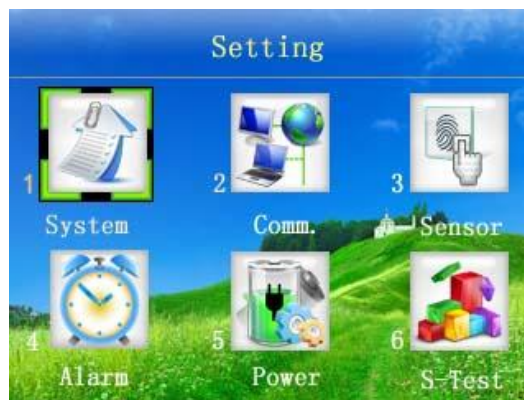 Setting
1 2 3
System Comm. Sensor
4 5 6
Alarm Power S-Test